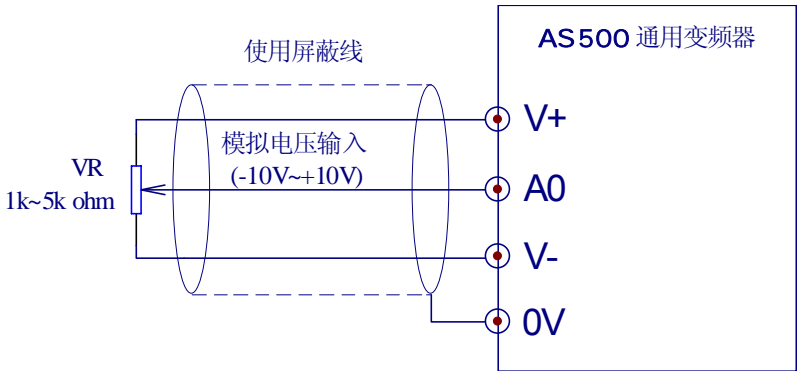 AS500 通用变频器
使用屏蔽线
V+
模拟电压输入
(-10V~+10V)
VR
1k~5k ohm
A0
V-
0V